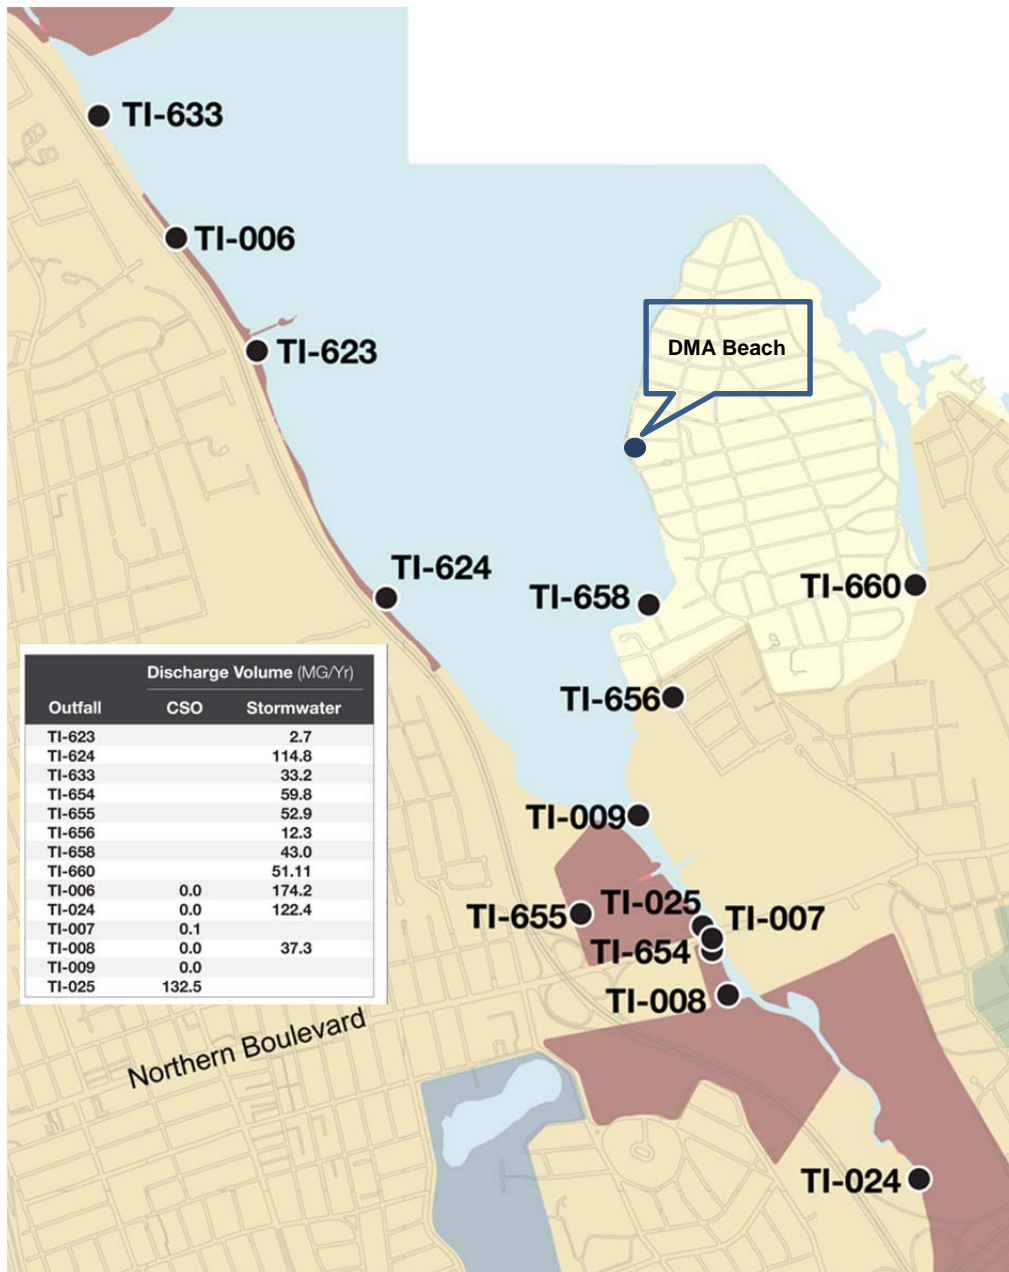 TI-633
TI-006
TI-623
DMA Beach
TI-624
TI-658
TI-660
TI-656
TI-009
TI-655
TI-025
TI-007
TI-654
TI-008
TI-024
Discharge Volume (MG/Yr)
Outfall CSO Stormwater
TI-623 2.7
TI-624 114.8
TI-633 33.2
TI-654 59.8
TI-655 52.9
TI-656 12.3
TI-658 43.0
TI-660 51.11
TI-006 0.0 174.2
TI-024 0.0 122.4
TI-007 0.1
TI-008 0.0 37.3
TI-009 0.0
TI-025 132.5
Northern Boulevard